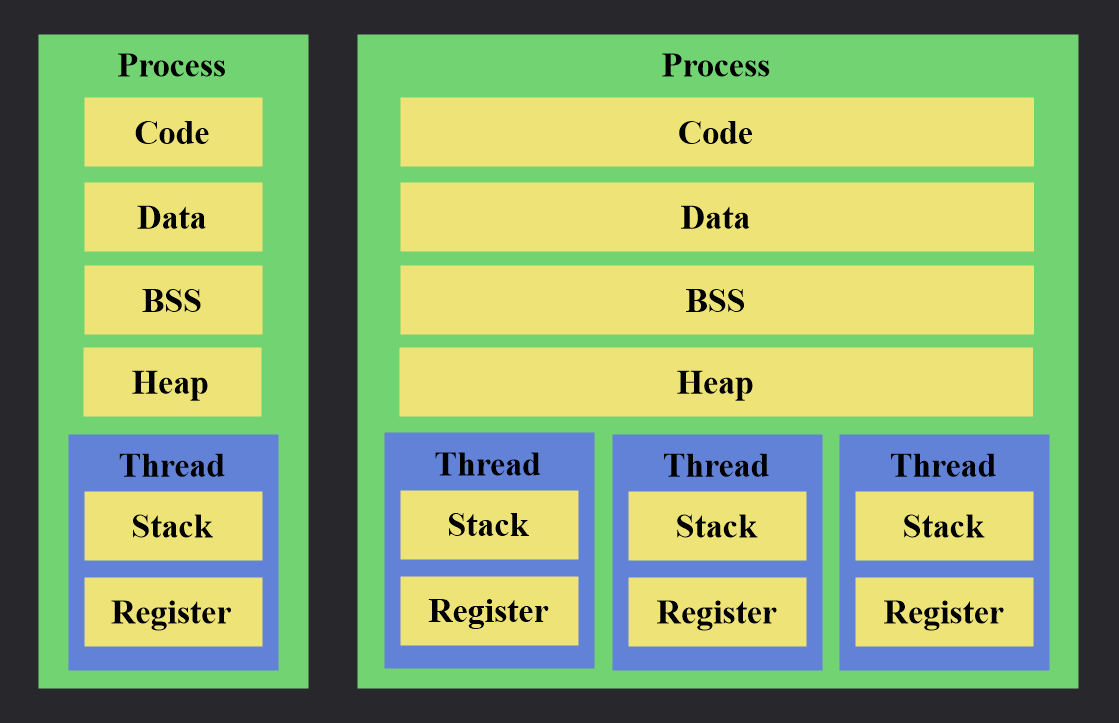 Process
Code
Data
BSS
Heap
Thread
Stack
Register
Process
Code
Data
BSS
Heap
Thread
Stack
Register
Thread
Stack
Register
Thread
Stack
Register